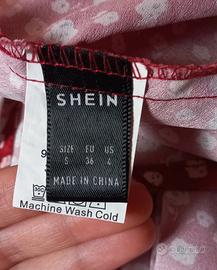 SHEIN
SIZE EU US
S 36 4
MADE IN CHINA
Machine Wash Cold